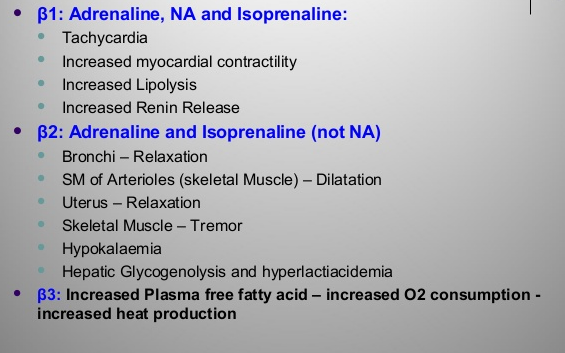 β1: Adrenaline, NA and Isoprenaline:
Tachycardia
Increased myocardial contractility
Increased Lipolysis
Increased Renin Release
β2: Adrenaline and Isoprenaline (not NA)
Bronchi – Relaxation
SM of Arterioles (skeletal Muscle) – Dilatation
Uterus – Relaxation
Skeletal Muscle – Tremor
Hypokalaemia
Hepatic Glycogenolysis and hyperlactiacidemia
β3: Increased Plasma free fatty acid – increased O2 consumption -
increased heat production